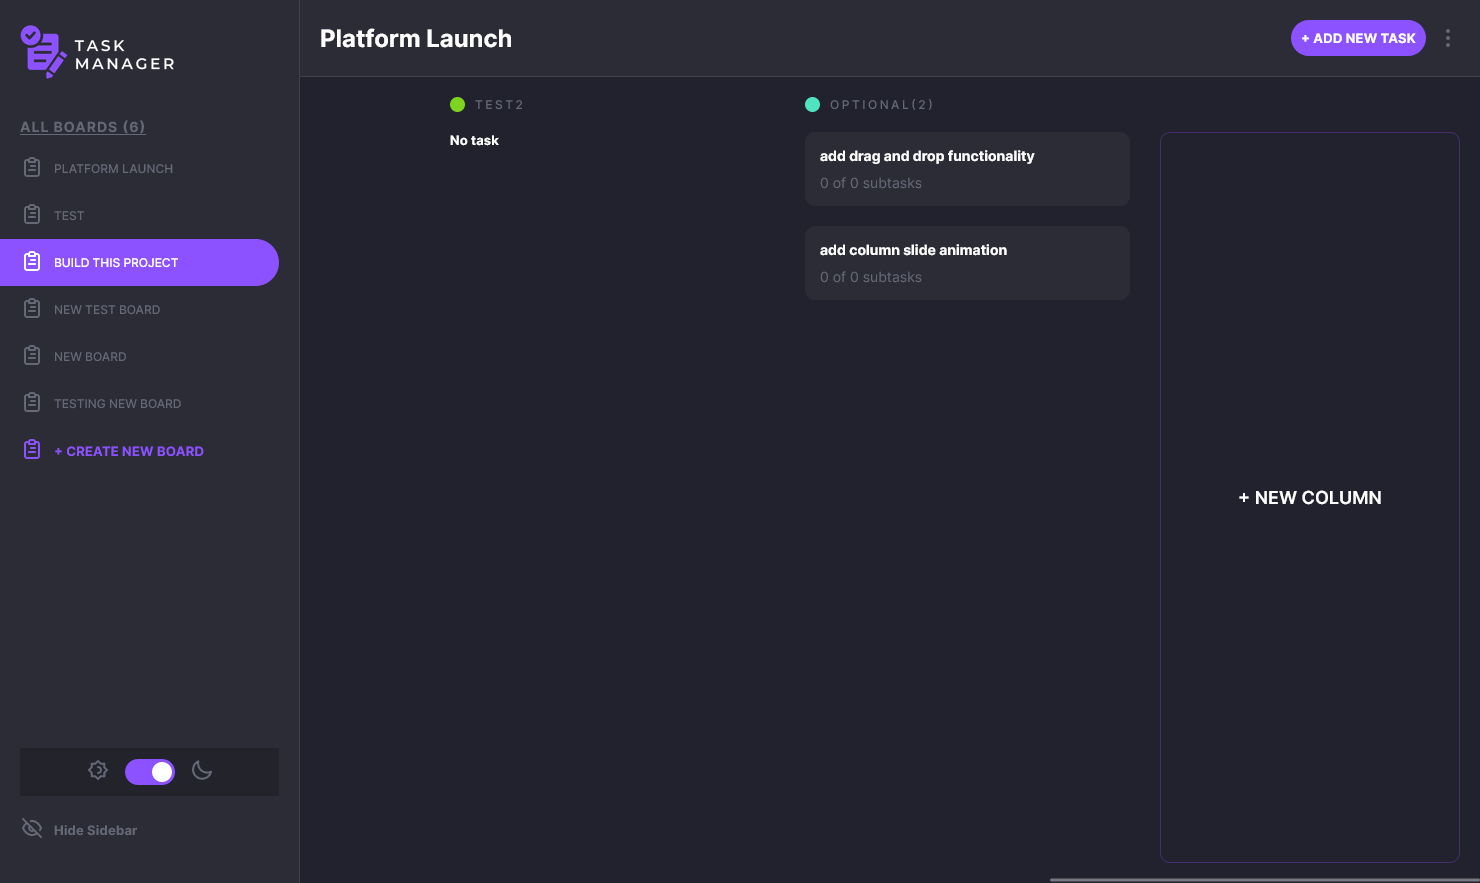 TASK
MANAGER
ALL BOARDS (6)
PLATFORM LAUNCH
TEST
BUILD THIS PROJECT
NEW TEST BOARD
NEW BOARD
TESTING NEW BOARD
+ CREATE NEW BOARD
Hide Sidebar
Platform Launch
+ ADD NEW TASK
TEST2
No task
OPTIONAL(2)
add drag and drop functionality
0 of 0 subtasks
add column slide animation
0 of 0 subtasks
+ NEW COLUMN